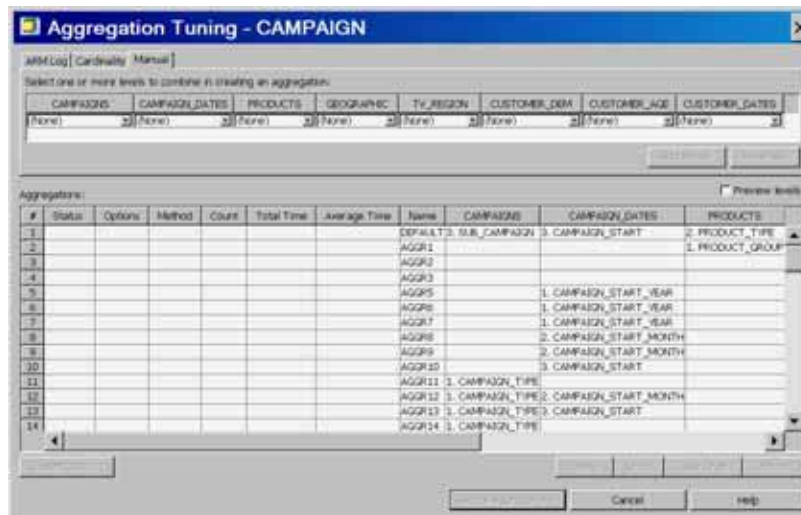 Aggregation Tuning - CAMPAIGN
ARM Log Cardinality Manual
Select one or more levels to combine in creating an aggregation:
CAMPAIGNS CAMPAIGN_DATES PRODUCTS GEOGRAPHIC TV_REGION CUSTOMER_DEM CUSTOMER_AGE CUSTOMER_DATES
(None) (None) (None) (None) (None) (None) (None) (None)
Aggregations: Preview levels
# Status Options Method Count Total Time Average Time Name CAMPAIGNS CAMPAIGN_DATES PRODUCTS
1 DEFAULT 3. SUB_CAMPAIGN 3. CAMPAIGN_START 2. PRODUCT_TYPE
2 AGGR1 1. PRODUCT_GROUP
3 AGGR2
4 AGGR3
5 AGGR5 1. CAMPAIGN_START_YEAR
6 AGGR6 1. CAMPAIGN_START_YEAR
7 AGGR7 1. CAMPAIGN_START_YEAR
8 AGGR8 2. CAMPAIGN_START_MONTH
9 AGGR9 2. CAMPAIGN_START_MONTH
10 AGGR10 3. CAMPAIGN_START
11 AGGR11 1. CAMPAIGN_TYPE
12 AGGR12 1. CAMPAIGN_TYPE 2. CAMPAIGN_START_MONTH
13 AGGR13 1. CAMPAIGN_TYPE 3. CAMPAIGN_START
14 AGGR14 1. CAMPAIGN_TYPE
Cancel Help